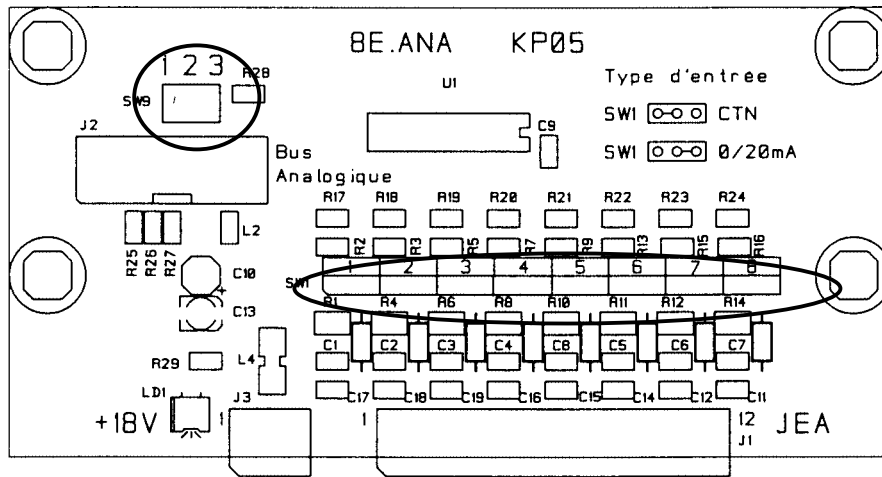 8E.ANA KP05
1 2 3
R28
SW9
U1
Type d'entrée
SW1 CTN
SW1 0/20mA
J2
C9
Bus
Analogique
R17 R18 R19 R20 R21 R22 R23 R24
L2
R25 R26 R27
R2 R3 R5 R7 R9 R13 R15 R16
C10
1 2 3 4 5 6 7 8
SW1
+
C13
R1 R4 R6 R8 R10 R11 R12 R14
R29
L4
C1 C2 C3 C4 C8 C5 C6 C7
LD1
J3
C17 C18 C19 C16 C15 C14 C12 C11
+18V 1
1 12 JEA
J1